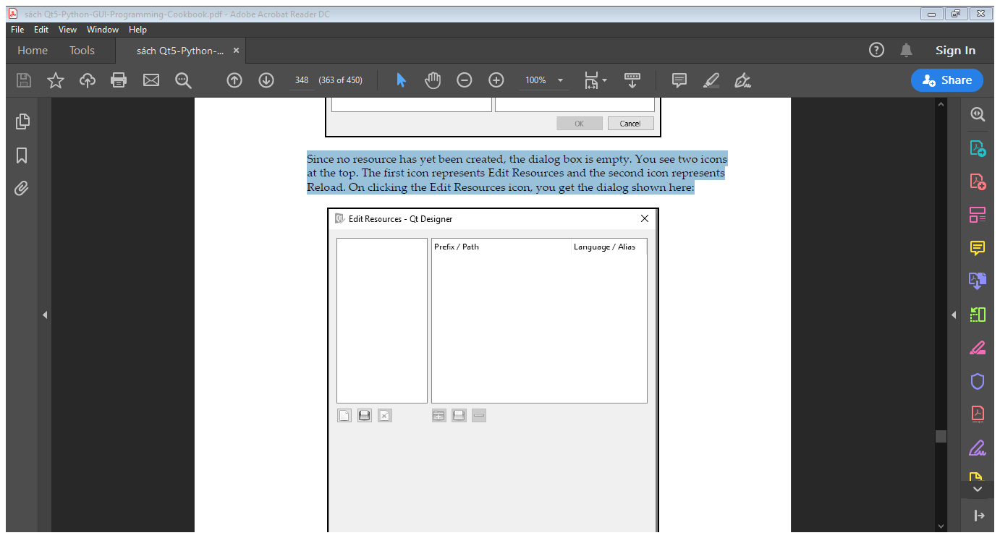 sách Qt5-Python-GUI-Programming-Cookbook.pdf - Adobe Acrobat Reader DC
File Edit View Window Help
Home Tools sách Qt5-Python-... × Sign In
348 (363 of 450) 100% Share
OK Cancel
Since no resource has yet been created, the dialog box is empty. You see two icons
at the top. The first icon represents Edit Resources and the second icon represents
Reload. On clicking the Edit Resources icon, you get the dialog shown here:
Edit Resources - Qt Designer
Prefix / Path Language / Alias